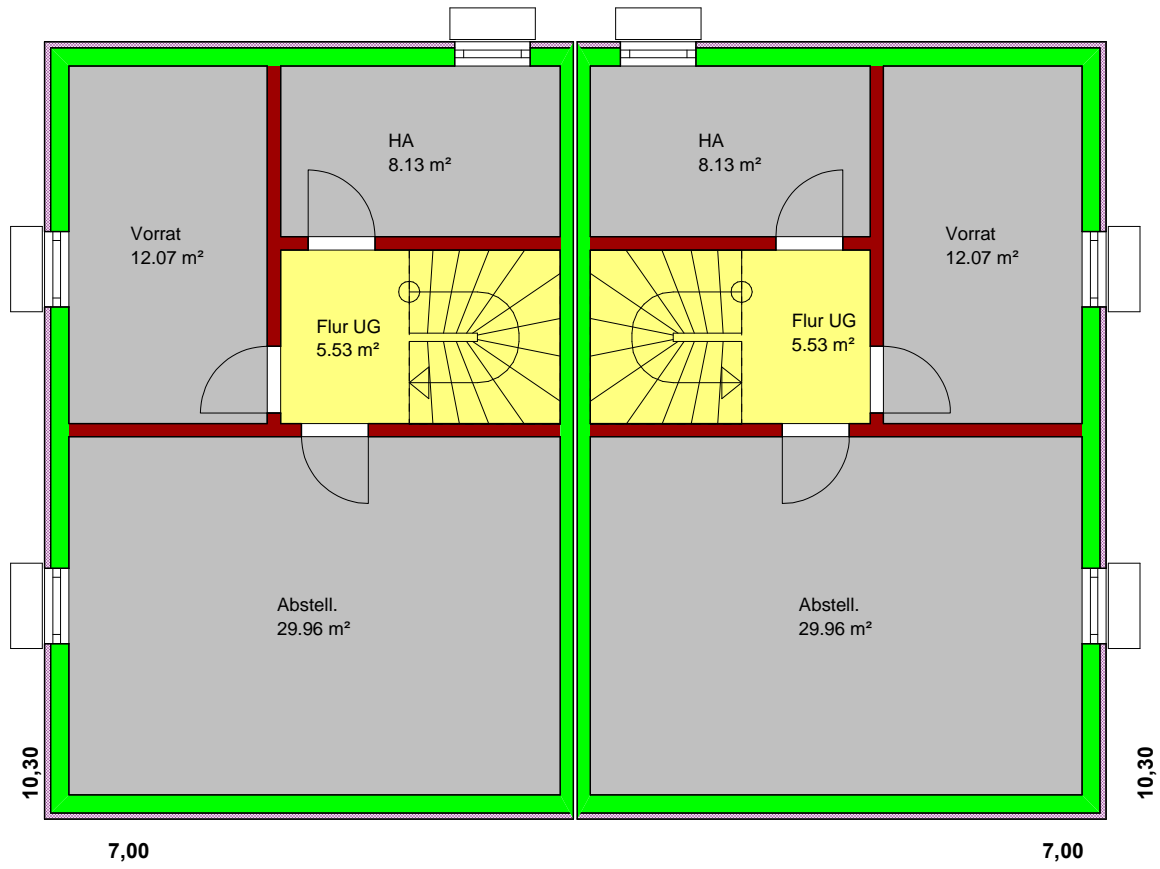 HA
8.13 m²
HA
8.13 m²
Vorrat
12.07 m²
Vorrat
12.07 m²
Flur UG
5.53 m²
Flur UG
5.53 m²
Abstell.
29.96 m²
Abstell.
29.96 m²
10,30
10,30
7,00
7,00